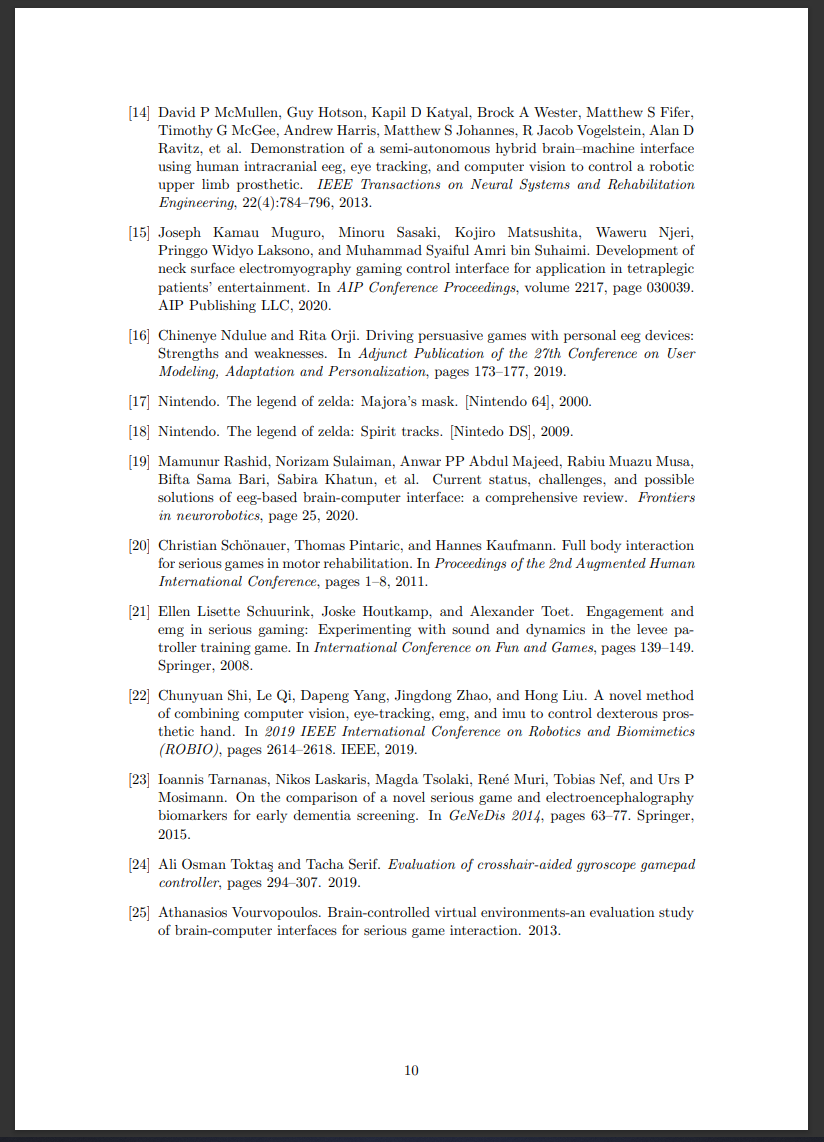 [14] David P McMullen, Guy Hotson, Kapil D Katyal, Brock A Wester, Matthew S Fifer,
Timothy G McGee, Andrew Harris, Matthew S Johannes, R Jacob Vogelstein, Alan D
Ravitz, et al. Demonstration of a semi-autonomous hybrid brain–machine interface
using human intracranial eeg, eye tracking, and computer vision to control a robotic
upper limb prosthetic. IEEE Transactions on Neural Systems and Rehabilitation
Engineering, 22(4):784–796, 2013.
[15] Joseph Kamau Muguro, Minoru Sasaki, Kojiro Matsushita, Waweru Njeri,
Pringgo Widyo Laksono, and Muhammad Syaiful Amri bin Suhaimi. Development of
neck surface electromyography gaming control interface for application in tetraplegic
patients' entertainment. In AIP Conference Proceedings, volume 2217, page 030039.
AIP Publishing LLC, 2020.
[16] Chinenye Ndulue and Rita Orji. Driving persuasive games with personal eeg devices:
Strengths and weaknesses. In Adjunct Publication of the 27th Conference on User
Modeling, Adaptation and Personalization, pages 173–177, 2019.
[17] Nintendo. The legend of zelda: Majora's mask. [Nintendo 64], 2000.
[18] Nintendo. The legend of zelda: Spirit tracks. [Nintedo DS], 2009.
[19] Mamunur Rashid, Norizam Sulaiman, Anwar PP Abdul Majeed, Rabiu Muazu Musa,
Bifta Sama Bari, Sabira Khatun, et al. Current status, challenges, and possible
solutions of eeg-based brain-computer interface: a comprehensive review. Frontiers
in neurorobotics, page 25, 2020.
[20] Christian Schönauer, Thomas Pintaric, and Hannes Kaufmann. Full body interaction
for serious games in motor rehabilitation. In Proceedings of the 2nd Augmented Human
International Conference, pages 1–8, 2011.
[21] Ellen Lisette Schuurink, Joske Houtkamp, and Alexander Toet. Engagement and
emg in serious gaming: Experimenting with sound and dynamics in the levee pa-
troller training game. In International Conference on Fun and Games, pages 139–149.
Springer, 2008.
[22] Chunyuan Shi, Le Qi, Dapeng Yang, Jingdong Zhao, and Hong Liu. A novel method
of combining computer vision, eye-tracking, emg, and imu to control dexterous pros-
thetic hand. In 2019 IEEE International Conference on Robotics and Biomimetics
(ROBIO), pages 2614–2618. IEEE, 2019.
[23] Ioannis Tarnanas, Nikos Laskaris, Magda Tsolaki, René Muri, Tobias Nef, and Urs P
Mosimann. On the comparison of a novel serious game and electroencephalography
biomarkers for early dementia screening. In GeNeDis 2014, pages 63–77. Springer,
2015.
[24] Ali Osman Toktaş and Tacha Serif. Evaluation of crosshair-aided gyroscope gamepad
controller, pages 294–307. 2019.
[25] Athanasios Vourvopoulos. Brain-controlled virtual environments-an evaluation study
of brain-computer interfaces for serious game interaction. 2013.
10